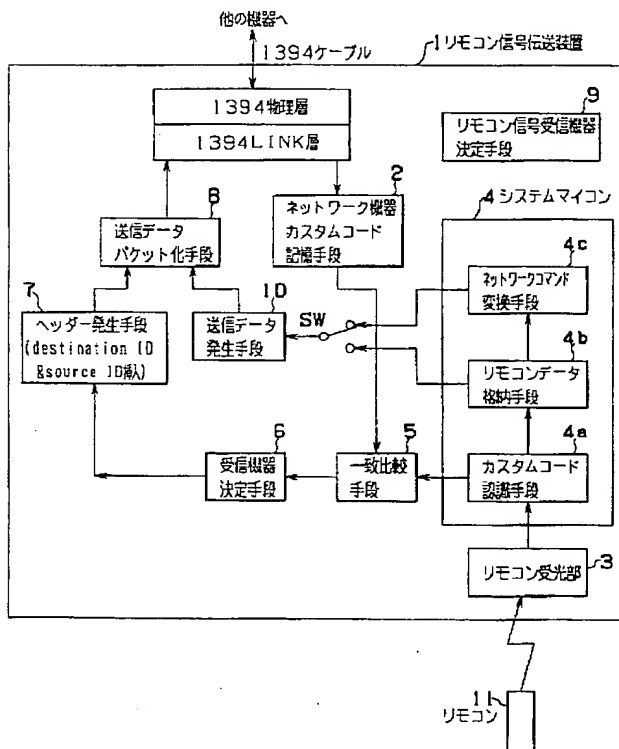 他の機器へ
1394ケーブル
1リモコン信号伝送装置
1394物理層
1394LINK層
9
リモコン信号受信機器
決定手段
2
ネットワーク機器
カスタムコード
記憶手段
4 システムマイコン
8
送信データ
パケット化手段
4c
ネットワークコマンド
変換手段
7
ヘッダー発生手段
(destination ID
&source ID挿入)
10
送信データ
発生手段
SW
4b
リモコンデータ
格納手段
6
受信機器
決定手段
5
一致比較
手段
4a
カスタムコード
認識手段
3
リモコン受光部
11
リモコン